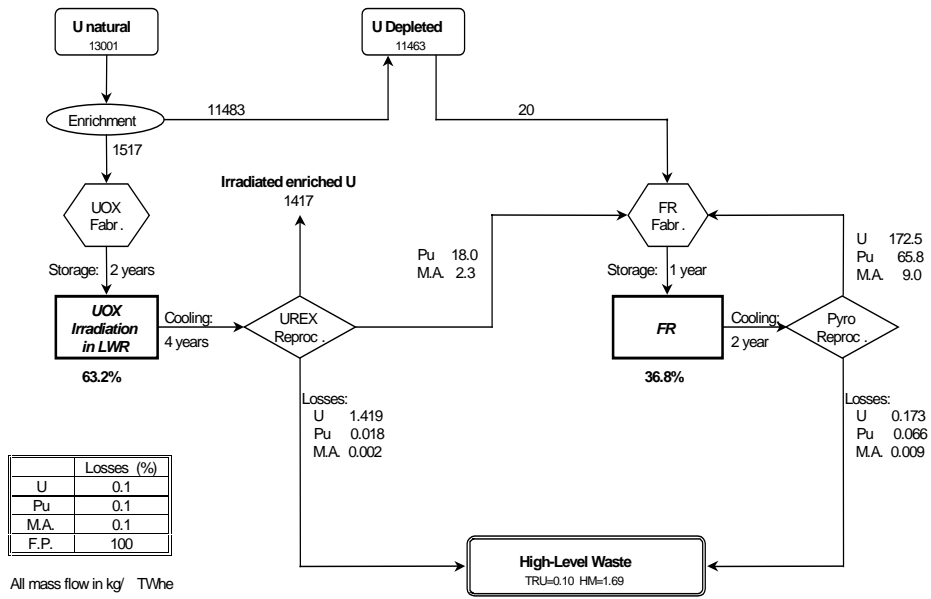 U natural
13001
U Depleted
11463
Enrichment
11483
20
1517
Irradiated enriched U
1417
UOX
Fabr .
FR
Fabr .
Pu 18.0
M.A. 2.3
U 172.5
Pu 65.8
M.A. 9.0
Storage: 2 years
Storage: 1 year
UOX
Irradiation
in LWR
Cooling:
4 years
UREX
Reproc .
FR
Cooling:
2 year
Pyro
Reproc .
63.2%
36.8%
Losses:
U 1.419
Pu 0.018
M.A. 0.002
Losses:
U 0.173
Pu 0.066
M.A. 0.009
Losses (%)
U 0.1
Pu 0.1
M.A. 0.1
F.P. 100
High-Level Waste
TRU=0.10 HM=1.69
All mass flow in kg/ TWhe